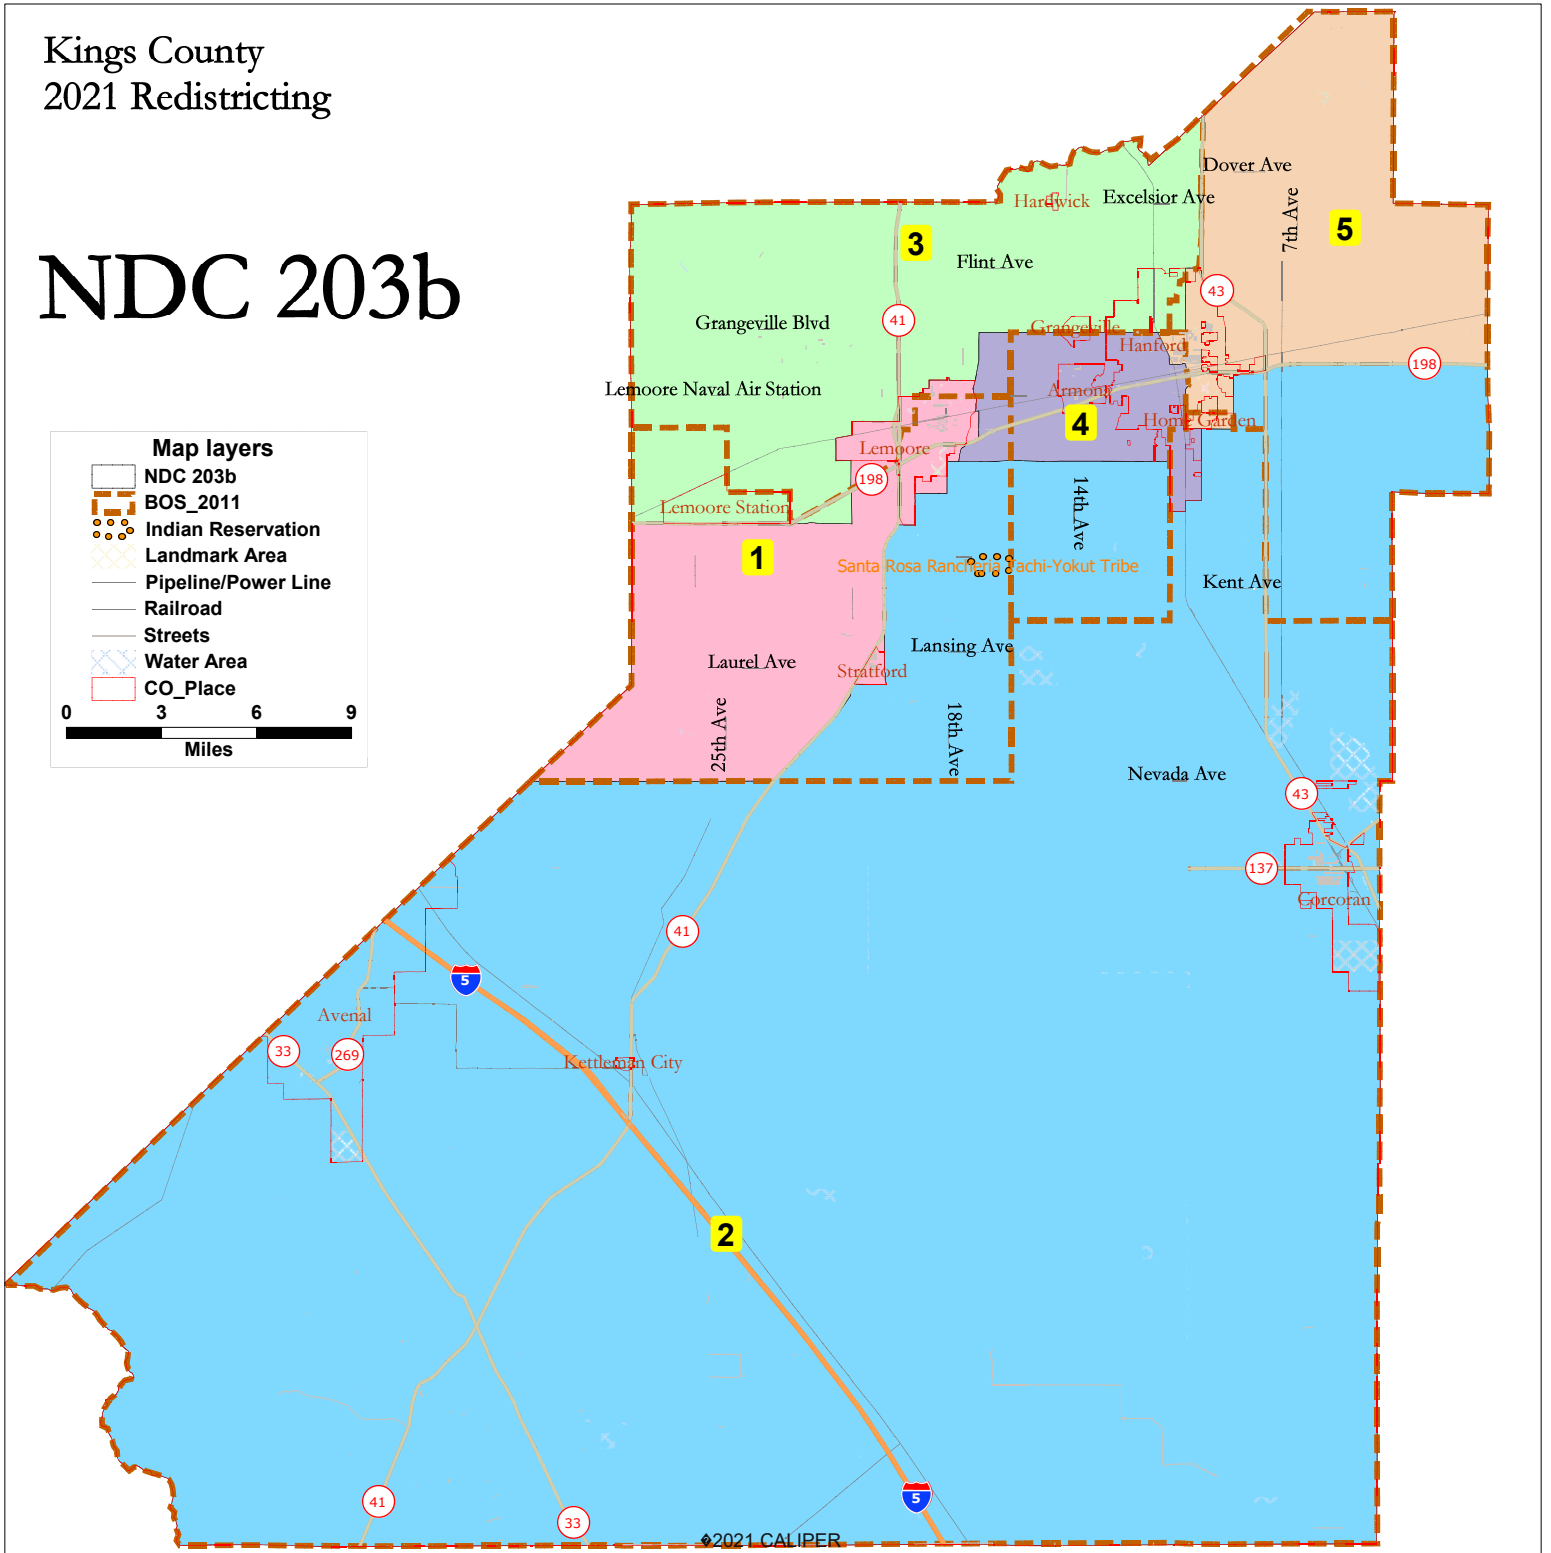 Kings County
2021 Redistricting
NDC 203b
Dover Ave
Hardwick
Excelsior Ave
7th Ave
3
5
Flint Ave
43
41
Grangeville Blvd
Grangeville
Hanford
198
Lemoore Naval Air Station
Armona
4
Home Garden
Lemoore
198
Lemoore Station
14th Ave
1
Santa Rosa Rancheria Tachi-Yokut Tribe
Kent Ave
Lansing Ave
Laurel Ave
Stratford
25th Ave
18th Ave
Nevada Ave
43
137
Corcoran
41
5
Avenal
33
269
Kettleman City
2
41
5
33
�2021 CALIPER
Map layers
NDC 203b
BOS_2011
Indian Reservation
Landmark Area
Pipeline/Power Line
Railroad
Streets
Water Area
CO_Place
0 3 6 9
Miles